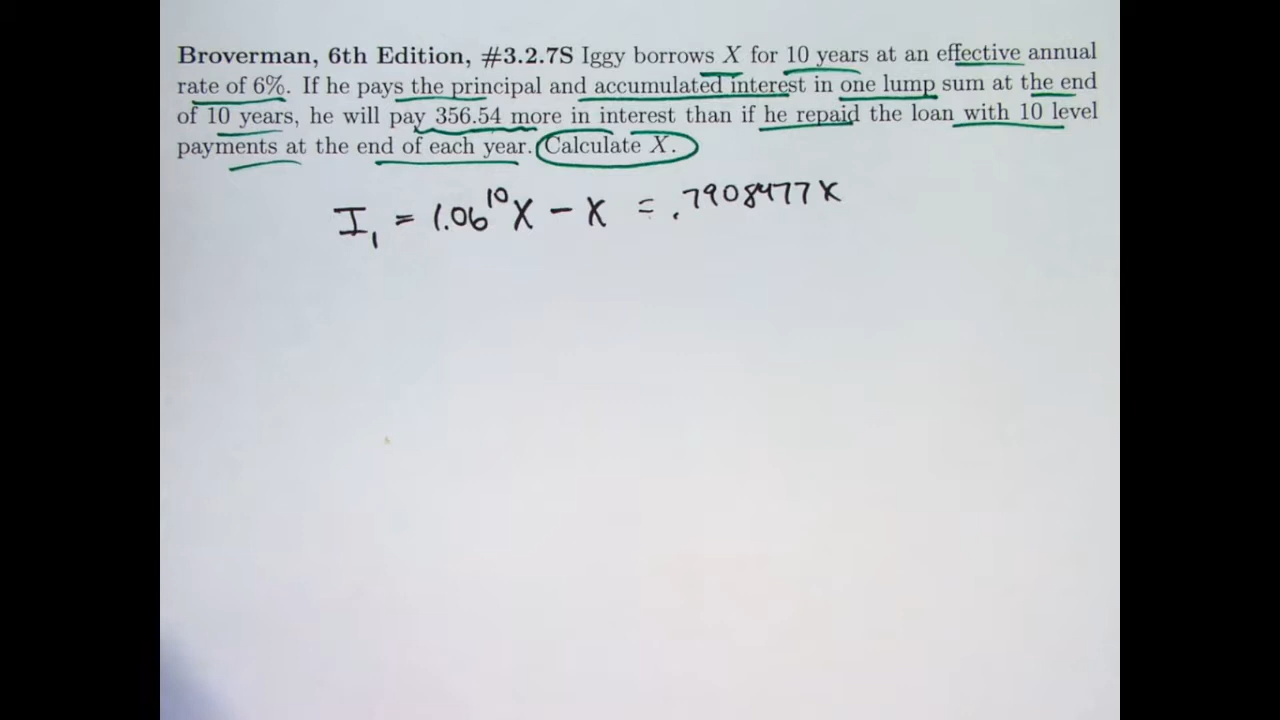 Broverman, 6th Edition, #3.2.7S Iggy borrows X for 10 years at an effective annual
rate of 6%. If he pays the principal and accumulated interest in one lump sum at the end
of 10 years, he will pay 356.54 more in interest than if he repaid the loan with 10 level
payments at the end of each year. Calculate X.
I₁ = 1.06¹⁰X − X = .7908477X